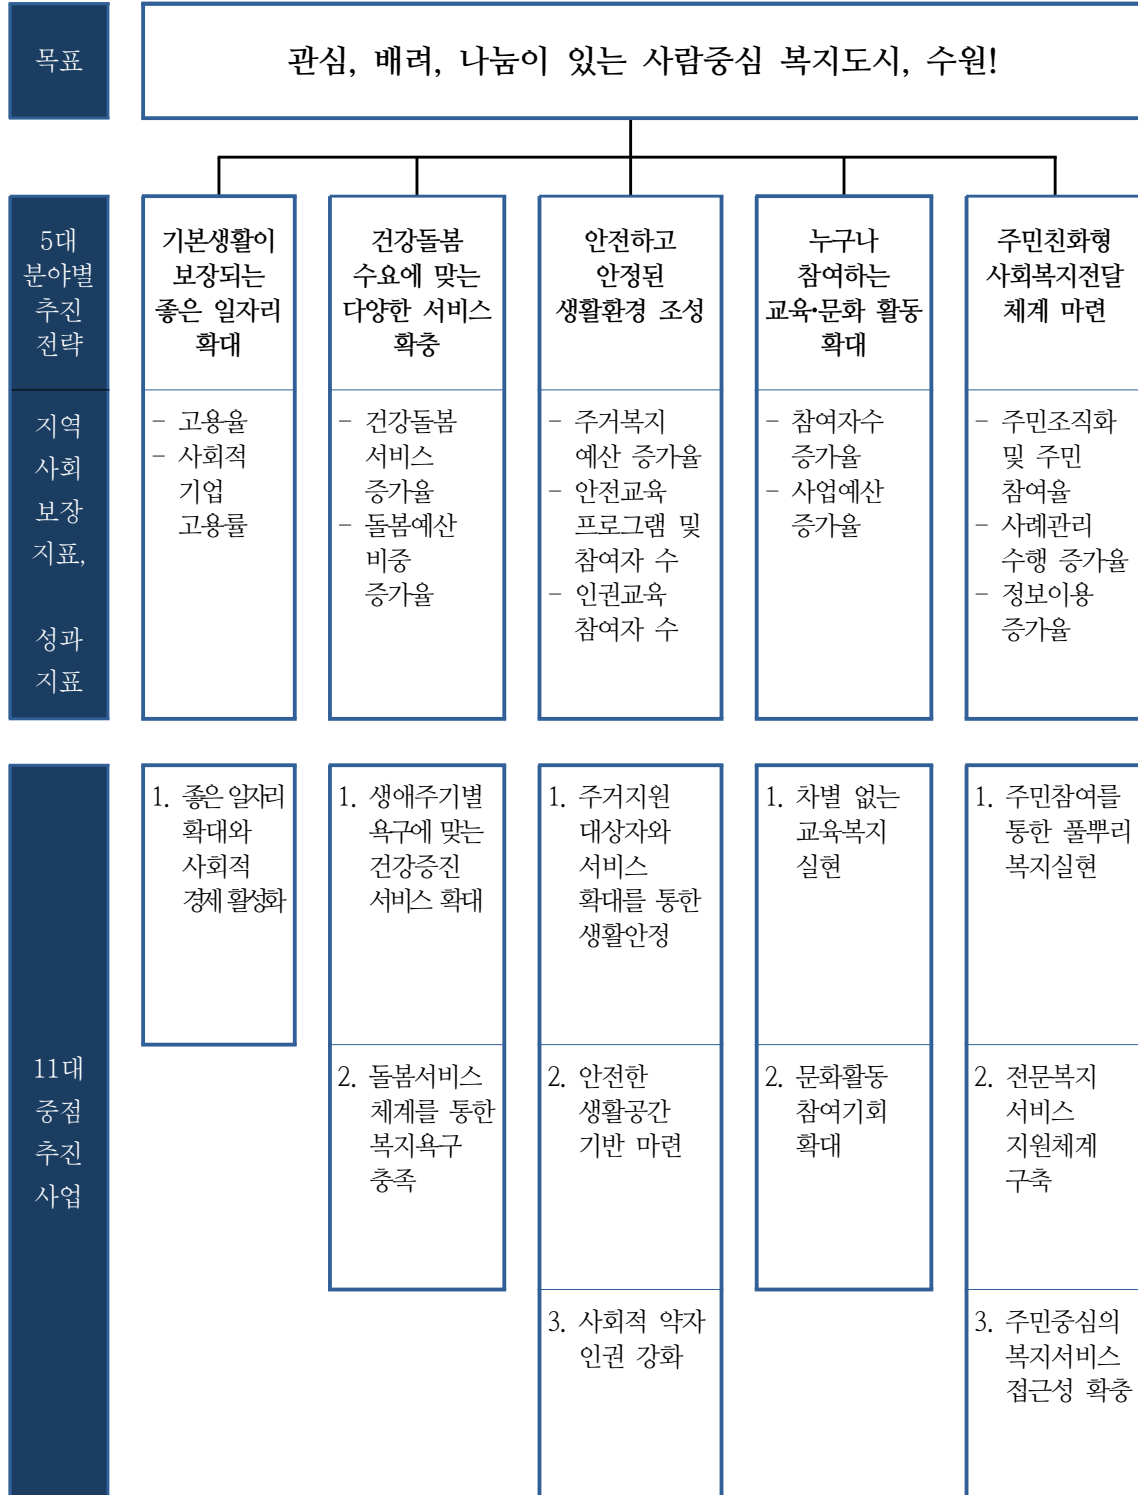 목표
관심, 배려, 나눔이 있는 사람중심 복지도시, 수원!
5대
분야별
추진
전략
기본생활이
보장되는
좋은 일자리
확대
건강돌봄
수요에 맞는
다양한 서비스
확충
안전하고
안정된
생활환경 조성
누구나
참여하는
교육•문화 활동
확대
주민친화형
사회복지전달
체계 마련
지역
사회
보장
지표,
성과
지표
- 고용율
- 사회적
기업
고용률
- 건강돌봄
서비스
증가율
- 돌봄예산
비중
증가율
- 주거복지
예산 증가율
- 안전교육
프로그램 및
참여자 수
- 인권교육
참여자 수
- 참여자수
증가율
- 사업예산
증가율
- 주민조직화
및 주민
참여율
- 사례관리
수행 증가율
- 정보이용
증가율
11대
중점
추진
사업
1. 좋은 일자리
확대와
사회적
경제 활성화
1. 생애주기별
욕구에 맞는
건강증진
서비스 확대
2. 돌봄서비스
체계를 통한
복지욕구
충족
1. 주거지원
대상자와
서비스
확대를 통한
생활안정
2. 안전한
생활공간
기반 마련
3. 사회적 약자
인권 강화
1. 차별 없는
교육복지
실현
2. 문화활동
참여기회
확대
1. 주민참여를
통한 풀뿌리
복지실현
2. 전문복지
서비스
지원체계
구축
3. 주민중심의
복지서비스
접근성 확충